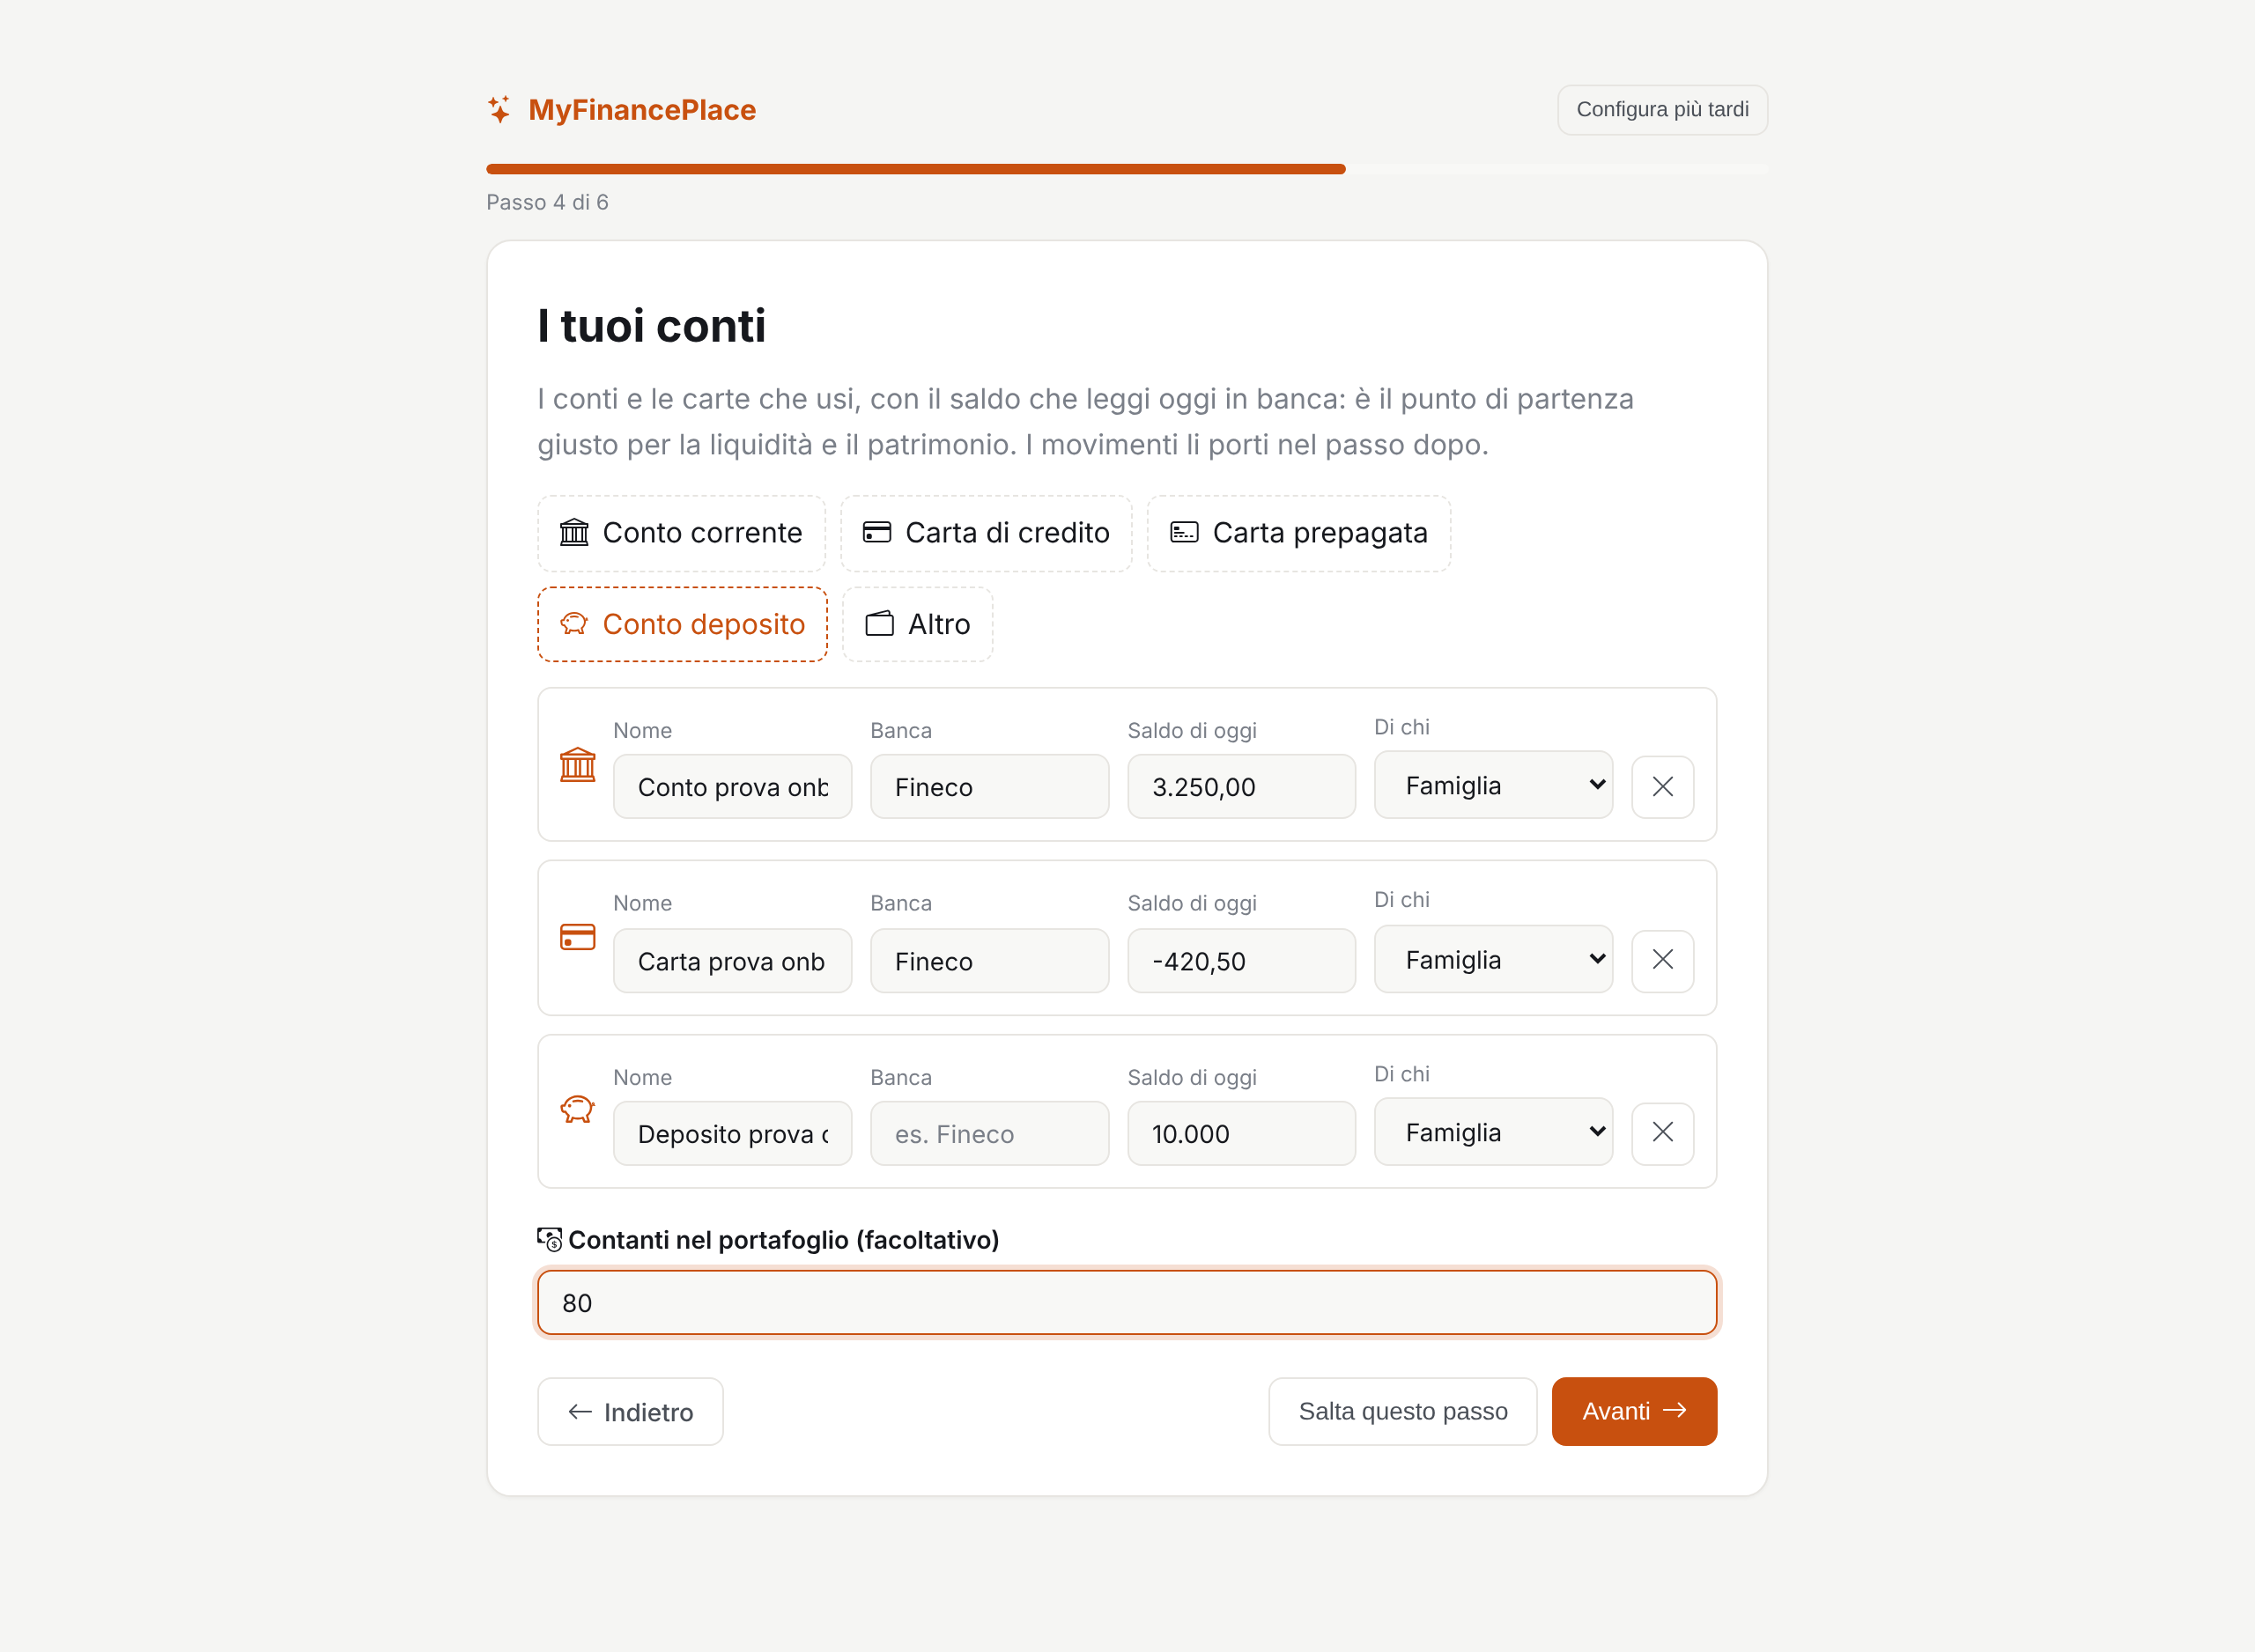 MyFinancePlace
Configura più tardi
Passo 4 di 6
I tuoi conti
I conti e le carte che usi, con il saldo che leggi oggi in banca: è il punto di partenza
giusto per la liquidità e il patrimonio. I movimenti li porti nel passo dopo.
Conto corrente
Carta di credito
Carta prepagata
Conto deposito
Altro
Nome
Banca
Saldo di oggi
Di chi
Conto prova onb
Fineco
3.250,00
Famiglia
Nome
Banca
Saldo di oggi
Di chi
Carta prova onb
Fineco
-420,50
Famiglia
Nome
Banca
Saldo di oggi
Di chi
Deposito prova
es. Fineco
10.000
Famiglia
Contanti nel portafoglio (facoltativo)
80
Indietro
Salta questo passo
Avanti